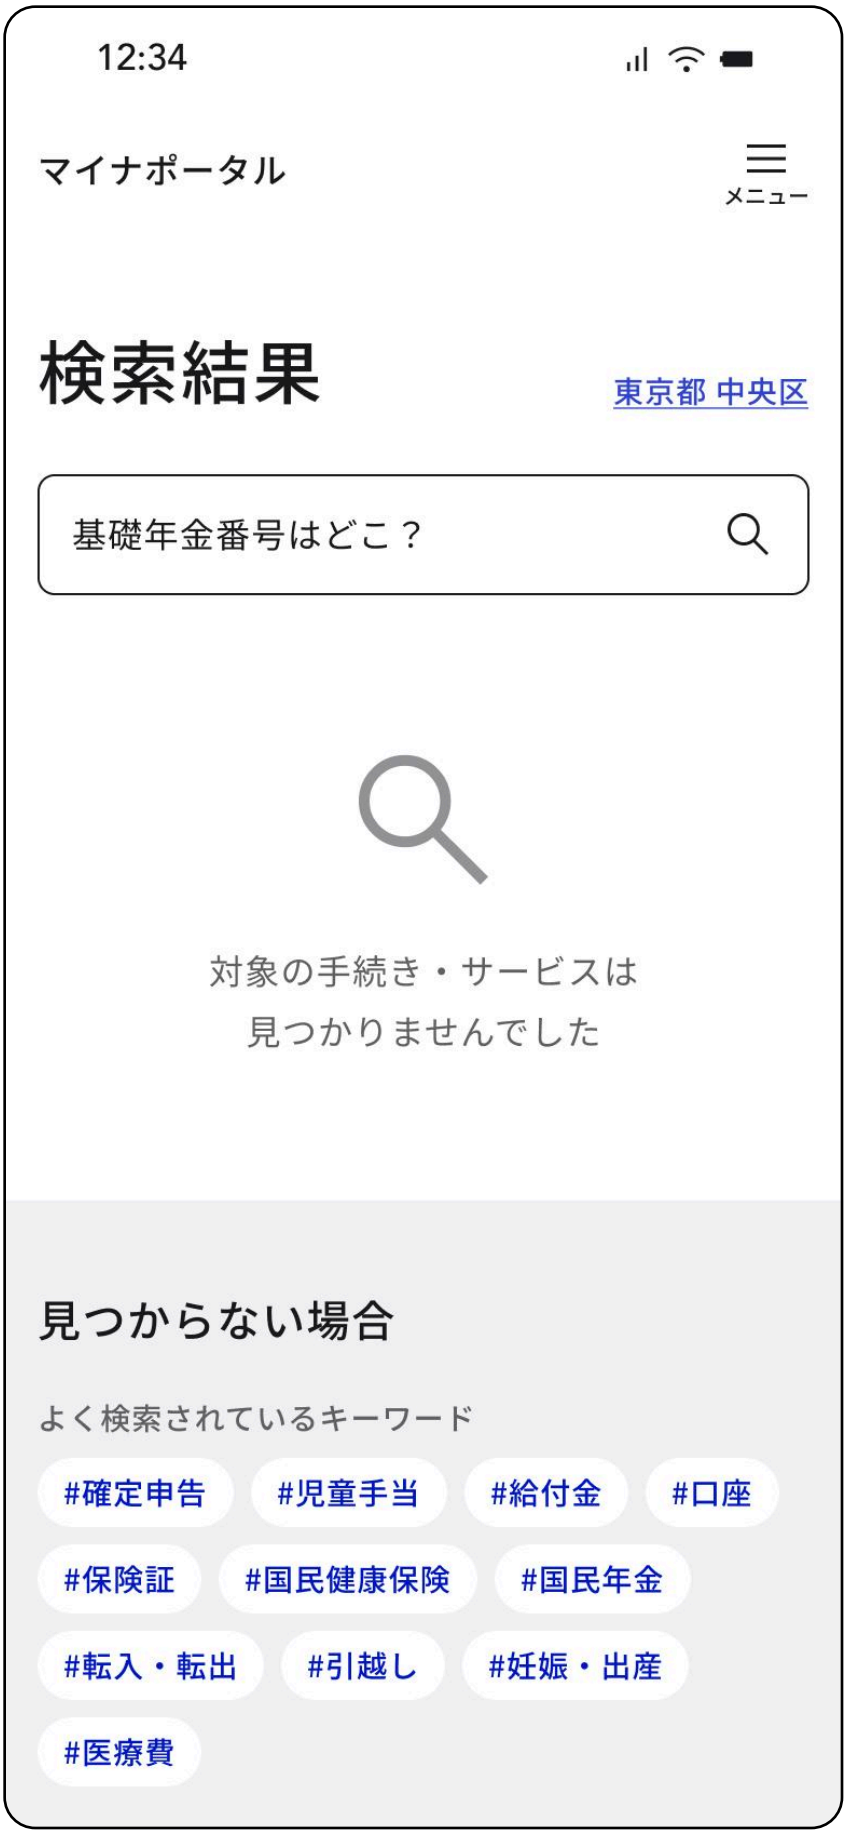 12:34
マイナポータル
メニュー
検索結果
東京都 中央区
基礎年金番号はどこ？
対象の手続き・サービスは
見つかりませんでした
見つからない場合
よく検索されているキーワード
#確定申告 #児童手当 #給付金 #口座
#保険証 #国民健康保険 #国民年金
#転入・転出 #引越し #妊娠・出産
#医療費